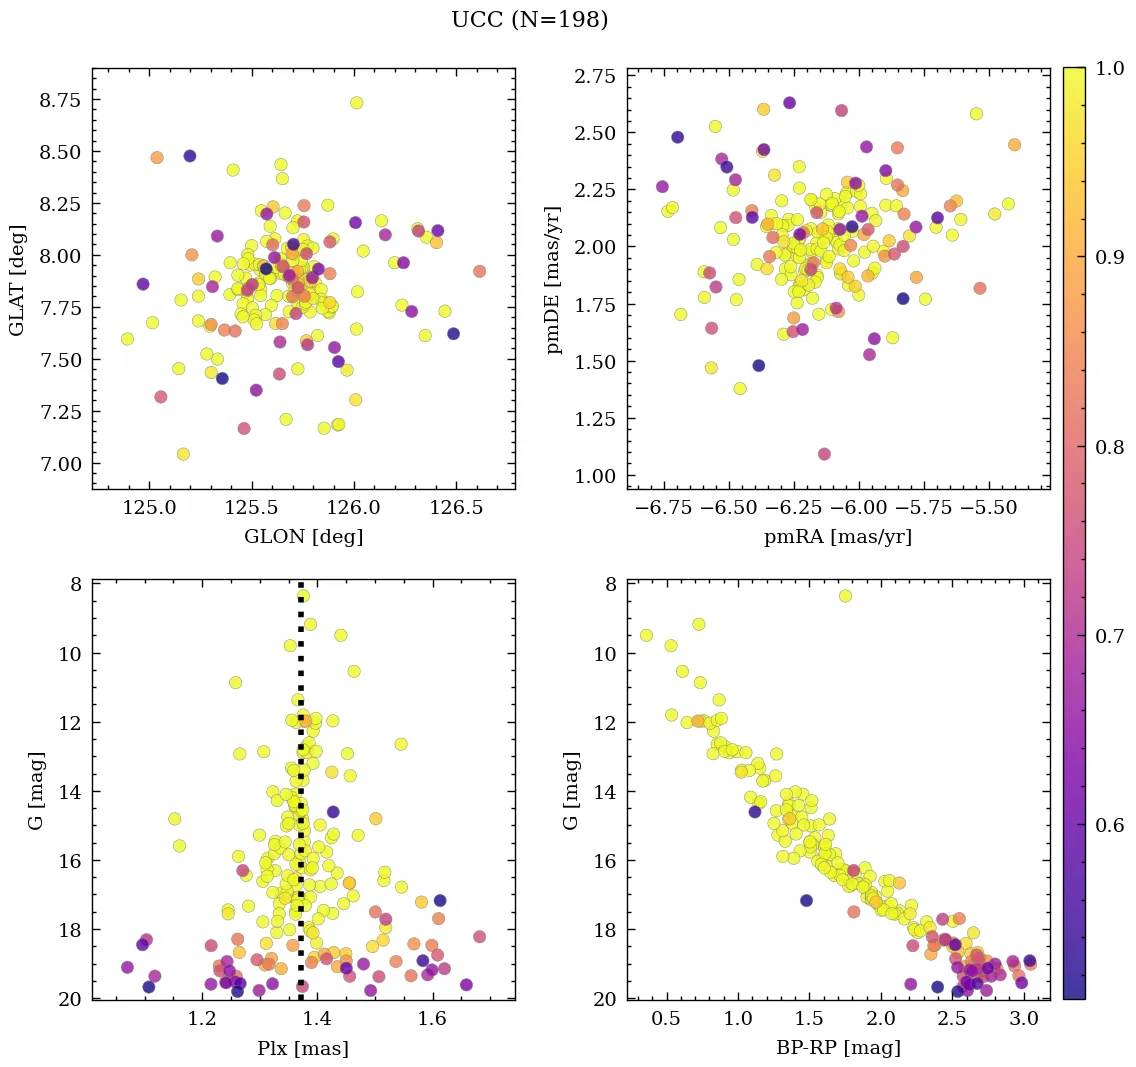 UCC (N=198)
8.75
8.50
8.25
8.00
7.75
7.50
7.25
7.00
GLAT [deg]
125.0 125.5 126.0 126.5
GLON [deg]
2.75
2.50
2.25
2.00
1.75
1.50
1.25
1.00
pmDE [mas/yr]
−6.75 −6.50 −6.25 −6.00 −5.75 −5.50
pmRA [mas/yr]
1.0
0.9
0.8
0.7
0.6
8
10
12
14
16
18
20
G [mag]
1.2 1.4 1.6
Plx [mas]
8
10
12
14
16
18
20
G [mag]
0.5 1.0 1.5 2.0 2.5 3.0
BP-RP [mag]